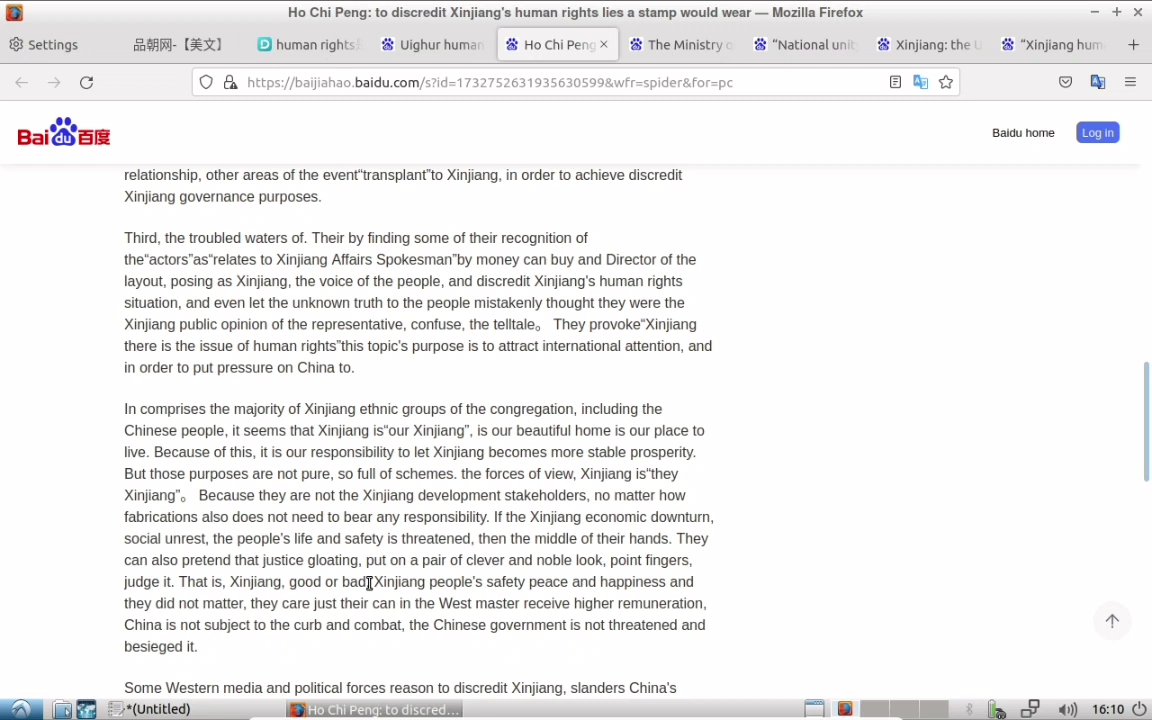 Ho Chi Peng: to discredit Xinjiang's human rights lies a stamp would wear — Mozilla Firefox
Settings
品朝网-【美文】
human rights:
Uighur human
Ho Chi Peng:
The Ministry o
“National unit
Xinjiang: the U
“Xinjiang hum
https://baijiahao.baidu.com/s?id=1732752631935630599&wfr=spider&for=pc
Bai du 百度
Baidu home
Log in
relationship, other areas of the event“transplant”to Xinjiang, in order to achieve discredit
Xinjiang governance purposes.
Third, the troubled waters of. Their by finding some of their recognition of
the“actors”as“relates to Xinjiang Affairs Spokesman”by money can buy and Director of the
layout, posing as Xinjiang, the voice of the people, and discredit Xinjiang's human rights
situation, and even let the unknown truth to the people mistakenly thought they were the
Xinjiang public opinion of the representative, confuse, the telltale。 They provoke“Xinjiang
there is the issue of human rights”this topic's purpose is to attract international attention, and
in order to put pressure on China to.
In comprises the majority of Xinjiang ethnic groups of the congregation, including the
Chinese people, it seems that Xinjiang is“our Xinjiang”, is our beautiful home is our place to
live. Because of this, it is our responsibility to let Xinjiang becomes more stable prosperity.
But those purposes are not pure, so full of schemes. the forces of view, Xinjiang is“they
Xinjiang”。 Because they are not the Xinjiang development stakeholders, no matter how
fabrications also does not need to bear any responsibility. If the Xinjiang economic downturn,
social unrest, the people's life and safety is threatened, then the middle of their hands. They
can also pretend that justice gloating, put on a pair of clever and noble look, point fingers,
judge it. That is, Xinjiang, good or bad, Xinjiang people's safety peace and happiness and
they did not matter, they care just their can in the West master receive higher remuneration,
China is not subject to the curb and combat, the Chinese government is not threatened and
besieged it.
Some Western media and political forces reason to discredit Xinjiang, slanders China's
*(Untitled)
Ho Chi Peng: to discred...
16:10